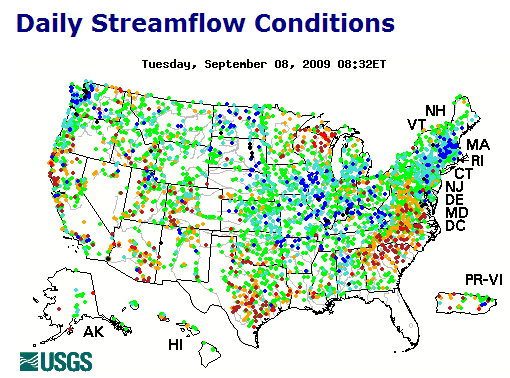 Daily Streamflow Conditions
Tuesday, September 08, 2009 08:32ET
NH
VT
MA
RI
CT
NJ
DE
MD
DC
PR-VI
AK
HI
USGS